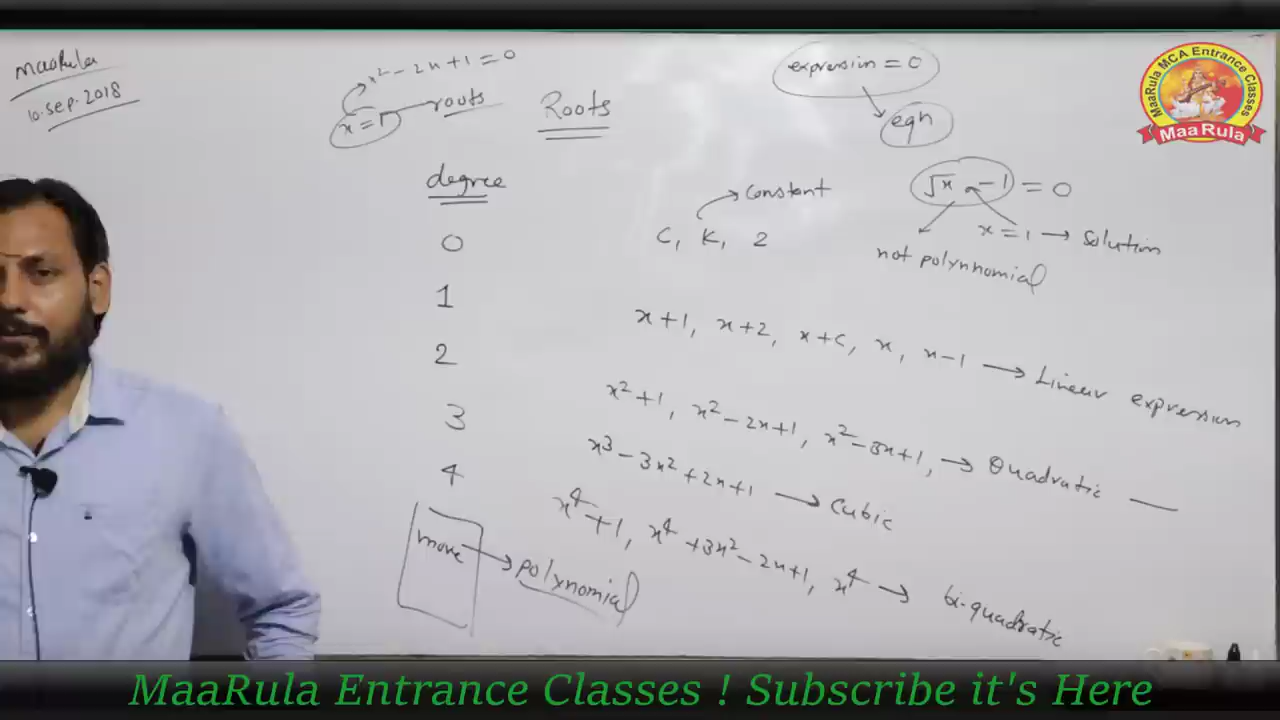 MaaRula
10.Sep.2018
x² - 2x + 1 = 0
x = 1 roots
Roots
expression = 0
eqn
MaaRula MCA Entrance Classes
MaaRula
degree
0
1
2
3
4
more → polynomial
Constant
C, K, 2
√x - 1 = 0
x = 1 → Solution
not polynnomial
x+1, x+2, x+c, x, x-1 → Linear expression
x²+1, x²-2x+1, x²-3x+1, → Quadratic —
x³-3x²+2x+1 → Cubic
x⁴+1, x⁴+3x²-2x+1, x⁴ → bi-quadratic
MaaRula Entrance Classes ! Subscribe it's Here